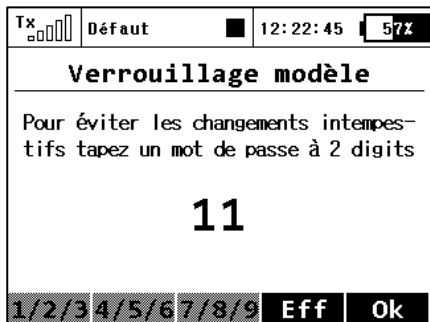 Tx Défaut 12:22:45 57%
Verrouillage modèle
Pour éviter les changements intempes-
tifs tapez un mot de passe à 2 digits
11
1/2/3 4/5/6 7/8/9 Eff Ok